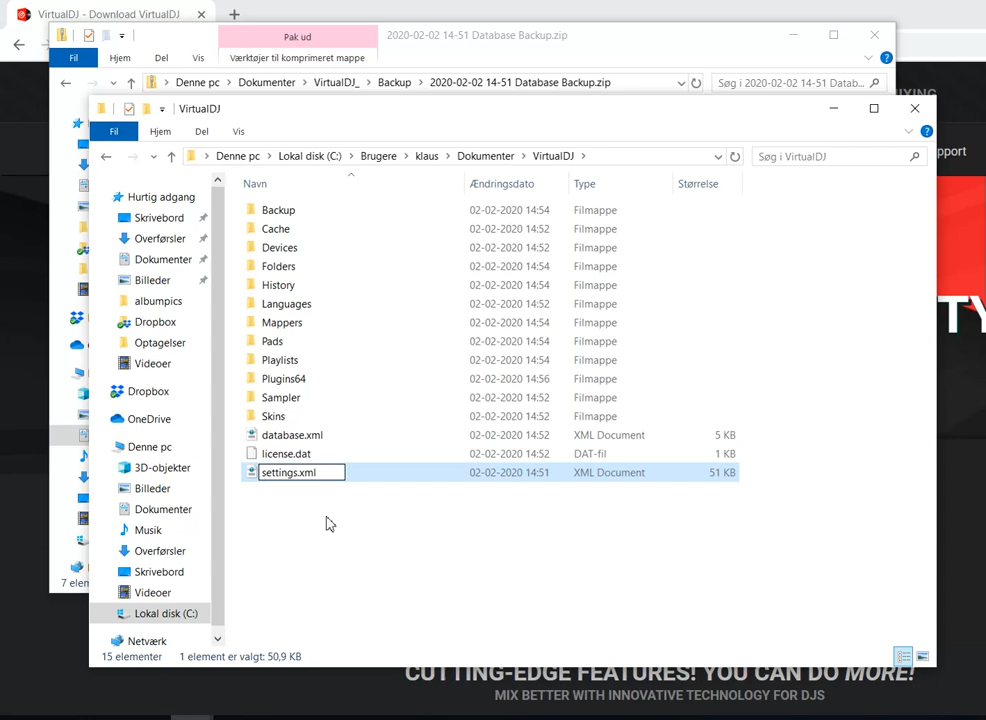 VirtualDJ - Download VirtualDJ
Pak ud
2020-02-02 14-51 Database Backup.zip
Fil Hjem Del Vis Værktøjer til komprimeret mappe
Denne pc Dokumenter VirtualDJ_ Backup 2020-02-02 14-51 Database Backup.zip Søg i 2020-02-02 14-51 Datab...
VirtualDJ
Fil Hjem Del Vis
Denne pc Lokal disk (C:) Brugere klaus Dokumenter VirtualDJ Søg i VirtualDJ
pport
Navn Ændringsdato Type Størrelse
Hurtig adgang
Skrivebord
Overførsler
Dokumenter
Billeder
albumpics
Dropbox
Optagelser
Videoer
Dropbox
OneDrive
Denne pc
3D-objekter
Billeder
Dokumenter
Musik
Overførsler
Skrivebord
Videoer
Lokal disk (C:)
Netværk
Backup 02-02-2020 14:54 Filmappe
Cache 02-02-2020 14:52 Filmappe
Devices 02-02-2020 14:52 Filmappe
Folders 02-02-2020 14:54 Filmappe
History 02-02-2020 14:54 Filmappe
Languages 02-02-2020 14:52 Filmappe
Mappers 02-02-2020 14:54 Filmappe
Pads 02-02-2020 14:54 Filmappe
Playlists 02-02-2020 14:52 Filmappe
Plugins64 02-02-2020 14:56 Filmappe
Sampler 02-02-2020 14:52 Filmappe
Skins 02-02-2020 14:52 Filmappe
database.xml 02-02-2020 14:52 XML Document 5 KB
license.dat 02-02-2020 14:52 DAT-fil 1 KB
settings.xml 02-02-2020 14:51 XML Document 51 KB
7 elem
15 elementer 1 element er valgt: 50,9 KB
CUTTING-EDGE FEATURES! YOU CAN DO MORE!
MIX BETTER WITH INNOVATIVE TECHNOLOGY FOR DJS